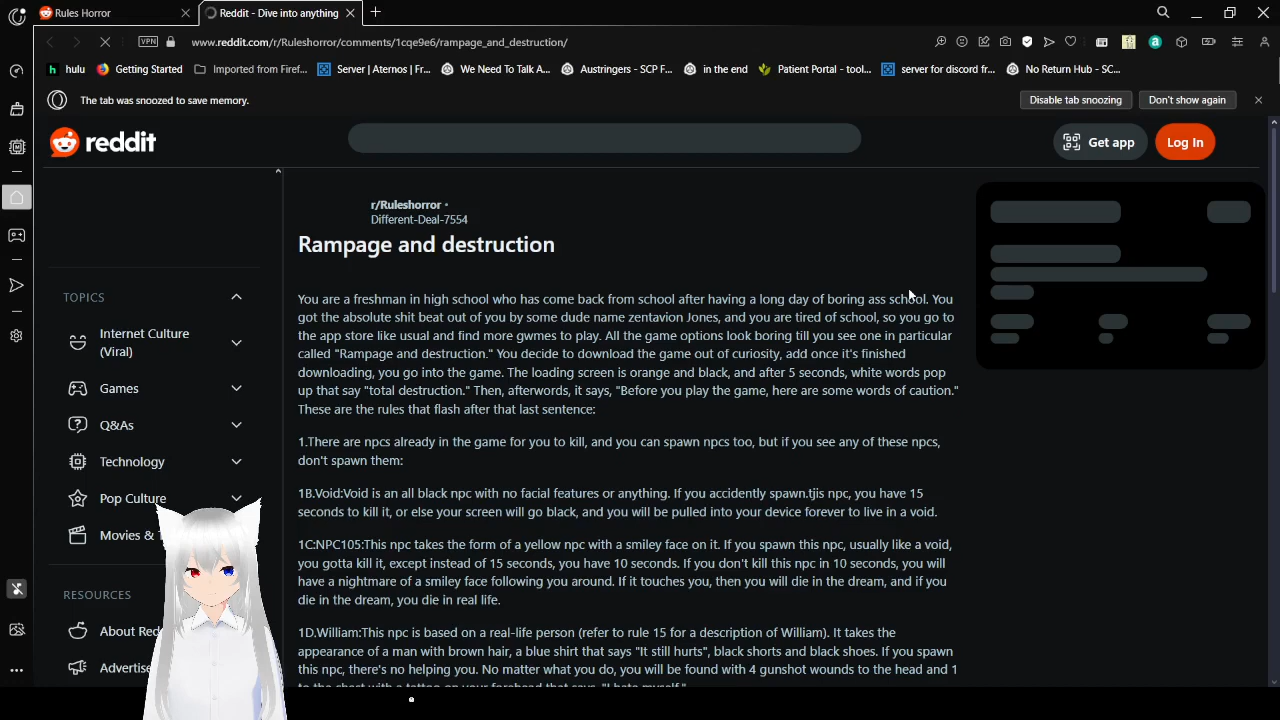 Rules Horror
Reddit - Dive into anything
VPN
www.reddit.com/r/Ruleshorror/comments/1cqe9e6/rampage_and_destruction/
hulu
Getting Started
Imported from Firef...
Server | Aternos | Fr...
We Need To Talk A...
Austringers - SCP F...
in the end
Patient Portal - tool...
server for discord fr...
No Return Hub - SC...
The tab was snoozed to save memory.
Disable tab snoozing
Don't show again
reddit
Get app
Log In
r/Ruleshorror •
Different-Deal-7554
Rampage and destruction
You are a freshman in high school who has come back from school after having a long day of boring ass school. You
got the absolute shit beat out of you by some dude name zentavion Jones, and you are tired of school, so you go to
the app store like usual and find more gwmes to play. All the game options look boring till you see one in particular
called "Rampage and destruction." You decide to download the game out of curiosity, add once it's finished
downloading, you go into the game. The loading screen is orange and black, and after 5 seconds, white words pop
up that say "total destruction." Then, afterwords, it says, "Before you play the game, here are some words of caution."
These are the rules that flash after that last sentence:
1.There are npcs already in the game for you to kill, and you can spawn npcs too, but if you see any of these npcs,
don't spawn them:
1B.Void:Void is an all black npc with no facial features or anything. If you accidently spawn.tjis npc, you have 15
seconds to kill it, or else your screen will go black, and you will be pulled into your device forever to live in a void.
1C:NPC105:This npc takes the form of a yellow npc with a smiley face on it. If you spawn this npc, usually like a void,
you gotta kill it, except instead of 15 seconds, you have 10 seconds. If you don't kill this npc in 10 seconds, you will
have a nightmare of a smiley face following you around. If it touches you, then you will die in the dream, and if you
die in the dream, you die in real life.
1D.William:This npc is based on a real-life person (refer to rule 15 for a description of William). It takes the
appearance of a man with brown hair, a blue shirt that says "It still hurts", black shorts and black shoes. If you spawn
this npc, there's no helping you. No matter what you do, you will be found with 4 gunshot wounds to the head and 1
to the chest with a tattoo on your forehead that says, "I hate myself."
TOPICS
Internet Culture
(Viral)
Games
Q&As
Technology
Pop Culture
Movies & T
RESOURCES
About Red
Advertise